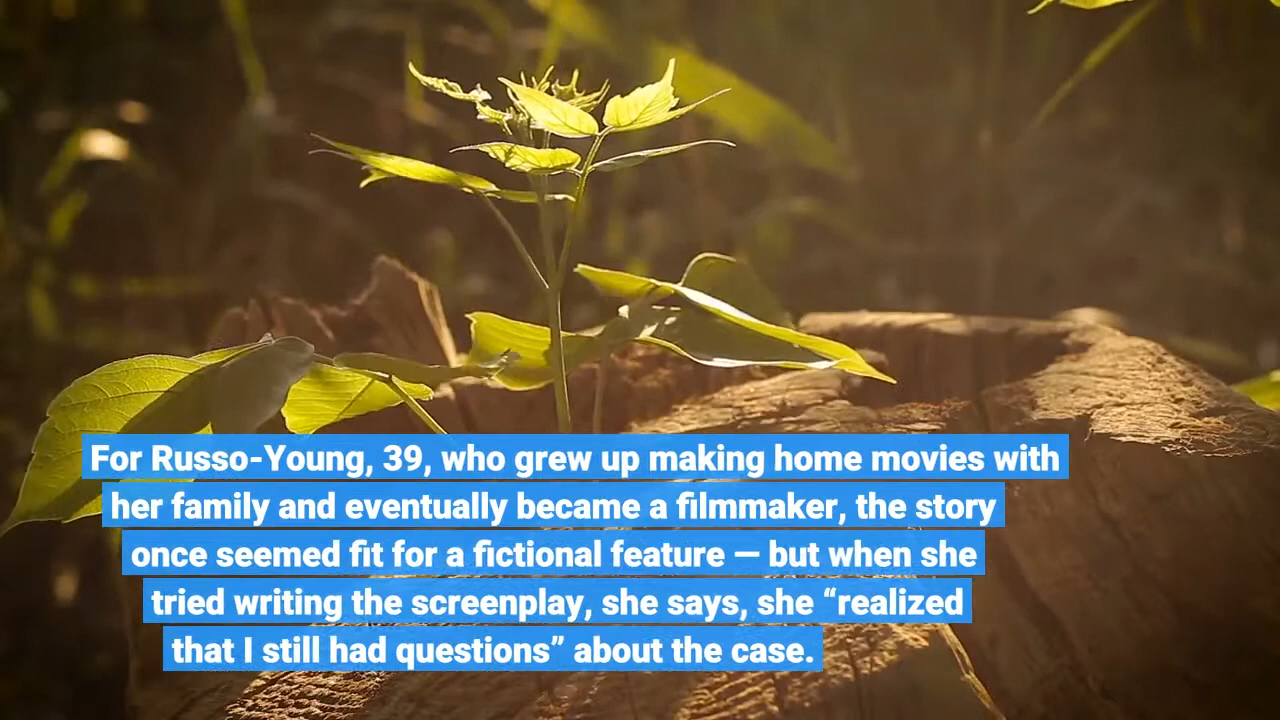 For Russo-Young, 39, who grew up making home movies with
her family and eventually became a filmmaker, the story
once seemed fit for a fictional feature — but when she
tried writing the screenplay, she says, she “realized
that I still had questions” about the case.